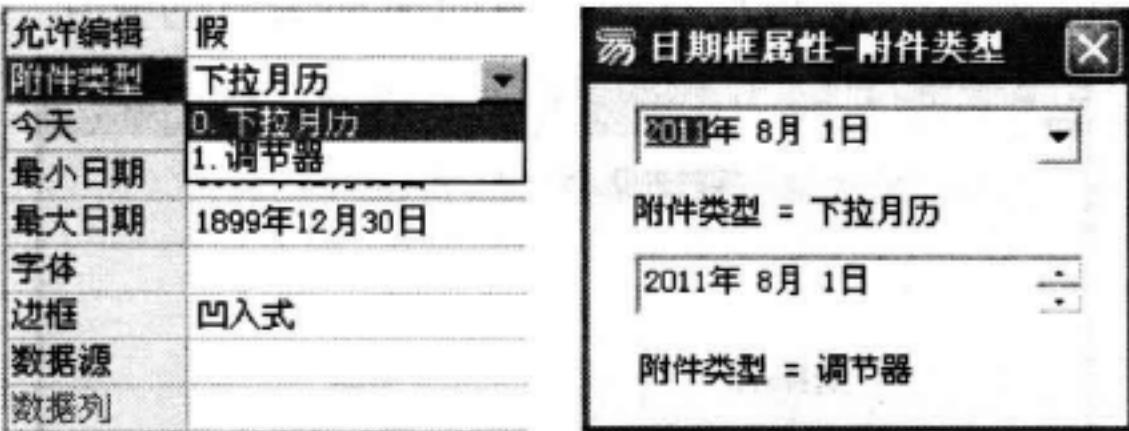 允许编辑 假
附件类型 下拉月历
今天 0. 下拉月历
1. 调节器
最小日期
最大日期 1899年12月30日
字体
边框 凹入式
数据源
数据列
日期框属性-附件类型
2011年 8月 1日
附件类型 = 下拉月历
2011年 8月 1日
附件类型 = 调节器